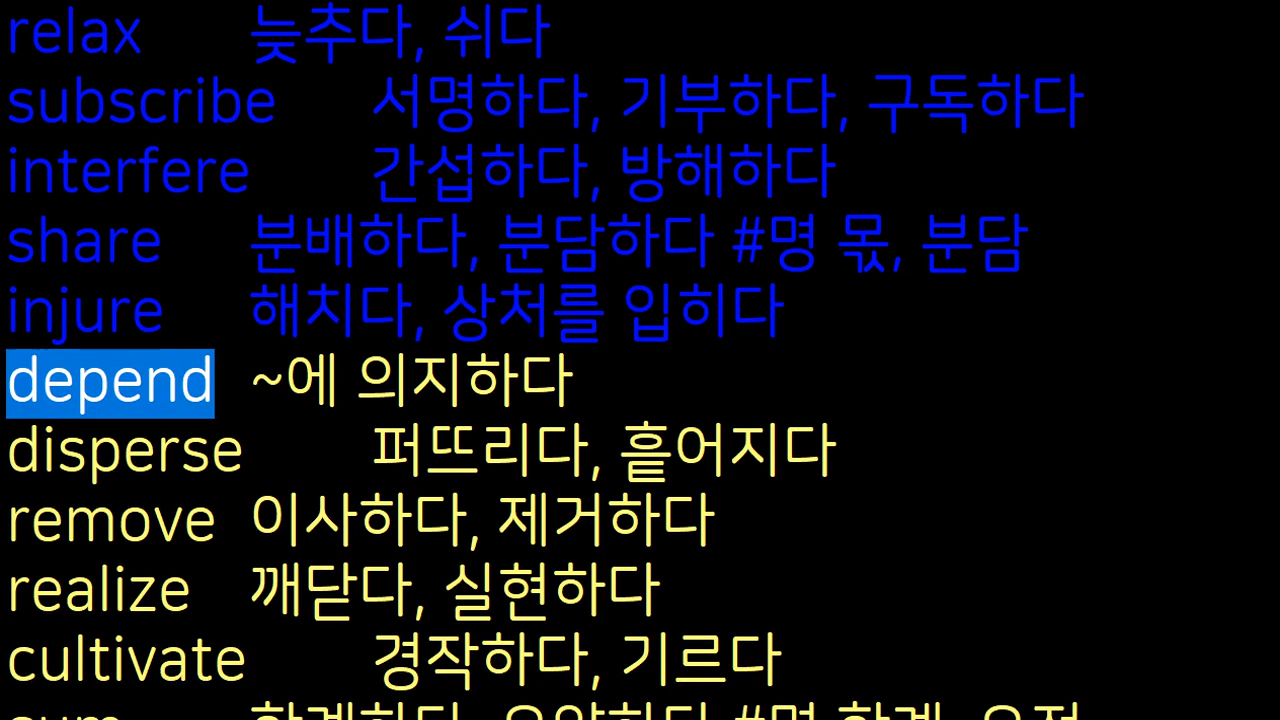 relax 늦추다, 쉬다
subscribe 서명하다, 기부하다, 구독하다
interfere 간섭하다, 방해하다
share 분배하다, 분담하다 #명 몫, 분담
injure 해치다, 상처를 입히다
depend ~에 의지하다
disperse 퍼뜨리다, 흩어지다
remove 이사하다, 제거하다
realize 깨닫다, 실현하다
cultivate 경작하다, 기르다